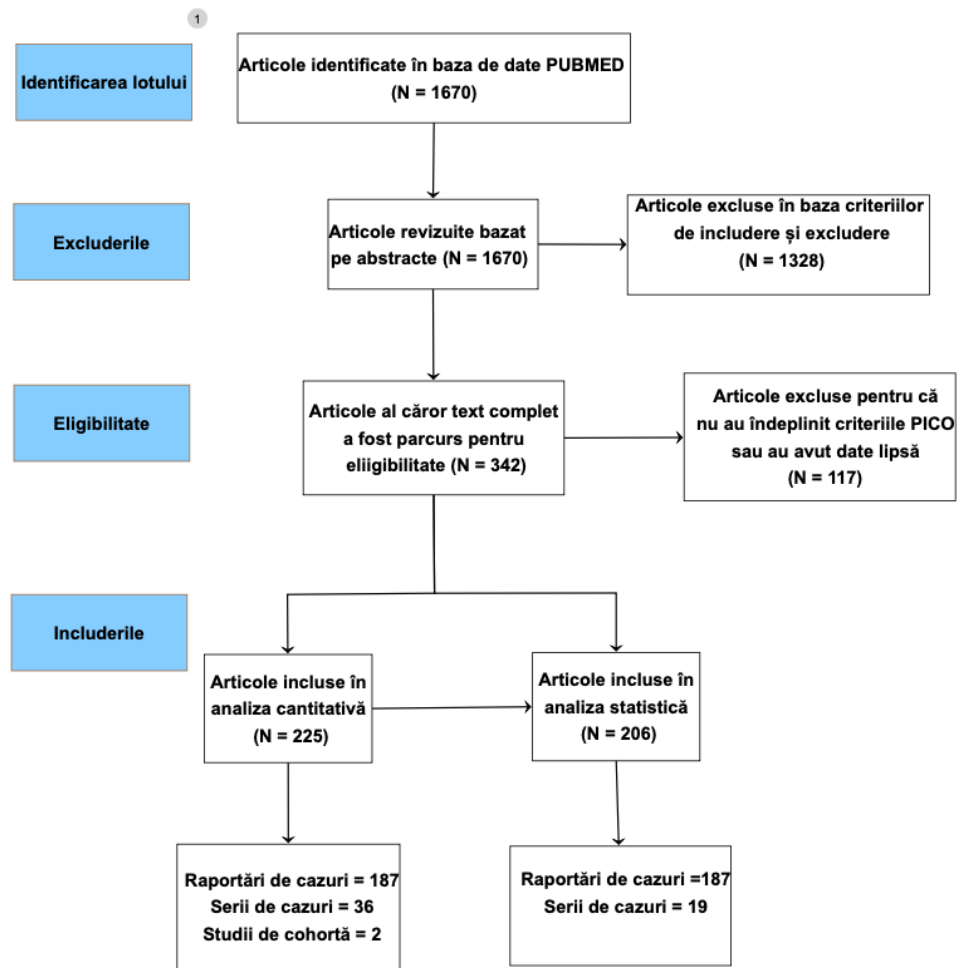 1
Identificarea lotului
Articole identificate în baza de date PUBMED
(N = 1670)
Excluderile
Articole revizuite bazat
pe abstracte (N = 1670)
Articole excluse în baza criteriilor
de includere și excludere
(N = 1328)
Eligibilitate
Articole al căror text complet
a fost parcurs pentru
eliigibilitate (N = 342)
Articole excluse pentru că
nu au îndeplinit criteriile PICO
sau au avut date lipsă
(N = 117)
Includerile
Articole incluse în
analiza cantitativă
(N = 225)
Articole incluse în
analiza statistică
(N = 206)
Raportări de cazuri = 187
Serii de cazuri = 36
Studii de cohortă = 2
Raportări de cazuri =187
Serii de cazuri = 19